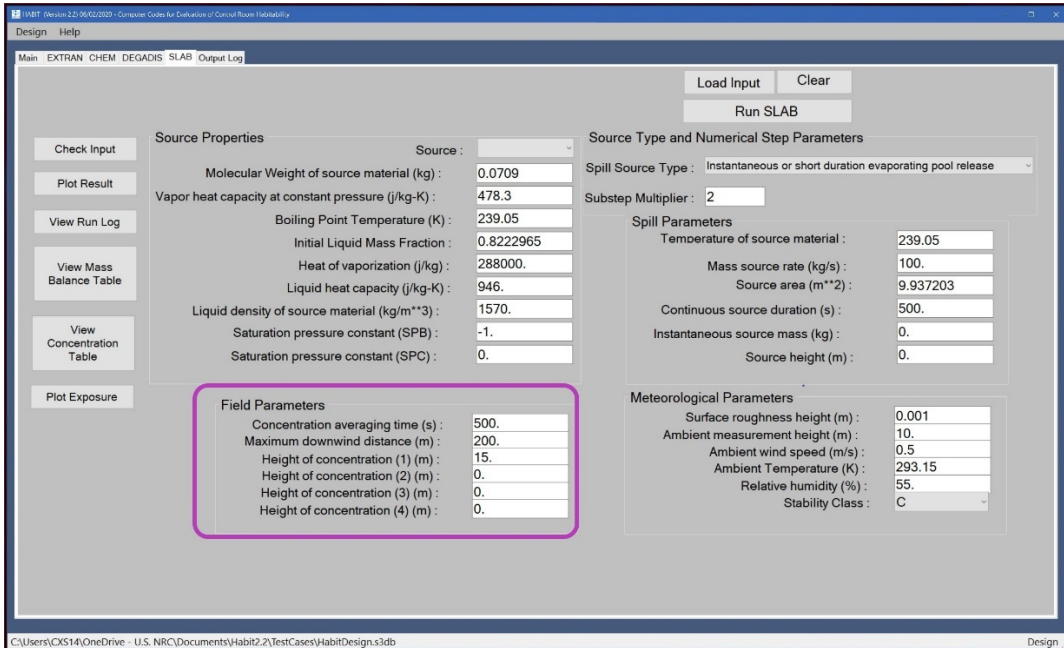 HABIT (Version 2.2) 06/02/2020 - Computer Codes for Evaluation of Control Room Habitability
Design Help
Main EXTRAN CHEM DEGADIS SLAB Output Log
Load Input Clear
Run SLAB
Check Input
Plot Result
View Run Log
View Mass
Balance Table
View
Concentration
Table
Plot Exposure
Source Properties
Source :
Molecular Weight of source material (kg) : 0.0709
Vapor heat capacity at constant pressure (j/kg-K) : 478.3
Boiling Point Temperature (K) : 239.05
Initial Liquid Mass Fraction : 0.8222965
Heat of vaporization (j/kg) : 288000.
Liquid heat capacity (j/kg-K) : 946.
Liquid density of source material (kg/m**3) : 1570.
Saturation pressure constant (SPB) : -1.
Saturation pressure constant (SPC) : 0.
Source Type and Numerical Step Parameters
Spill Source Type : Instantaneous or short duration evaporating pool release
Substep Multiplier : 2
Spill Parameters
Temperature of source material : 239.05
Mass source rate (kg/s) : 100.
Source area (m**2) : 9.937203
Continuous source duration (s) : 500.
Instantaneous source mass (kg) : 0.
Source height (m) : 0.
Field Parameters
Concentration averaging time (s) : 500.
Maximum downwind distance (m) : 200.
Height of concentration (1) (m) : 15.
Height of concentration (2) (m) : 0.
Height of concentration (3) (m) : 0.
Height of concentration (4) (m) : 0.
Meteorological Parameters
Surface roughness height (m) : 0.001
Ambient measurement height (m) : 10.
Ambient wind speed (m/s) : 0.5
Ambient Temperature (K) : 293.15
Relative humidity (%) : 55.
Stability Class : C
C:\Users\CXS14\OneDrive - U.S. NRC\Documents\Habit2.2\TestCases\HabitDesign.s3db
Design